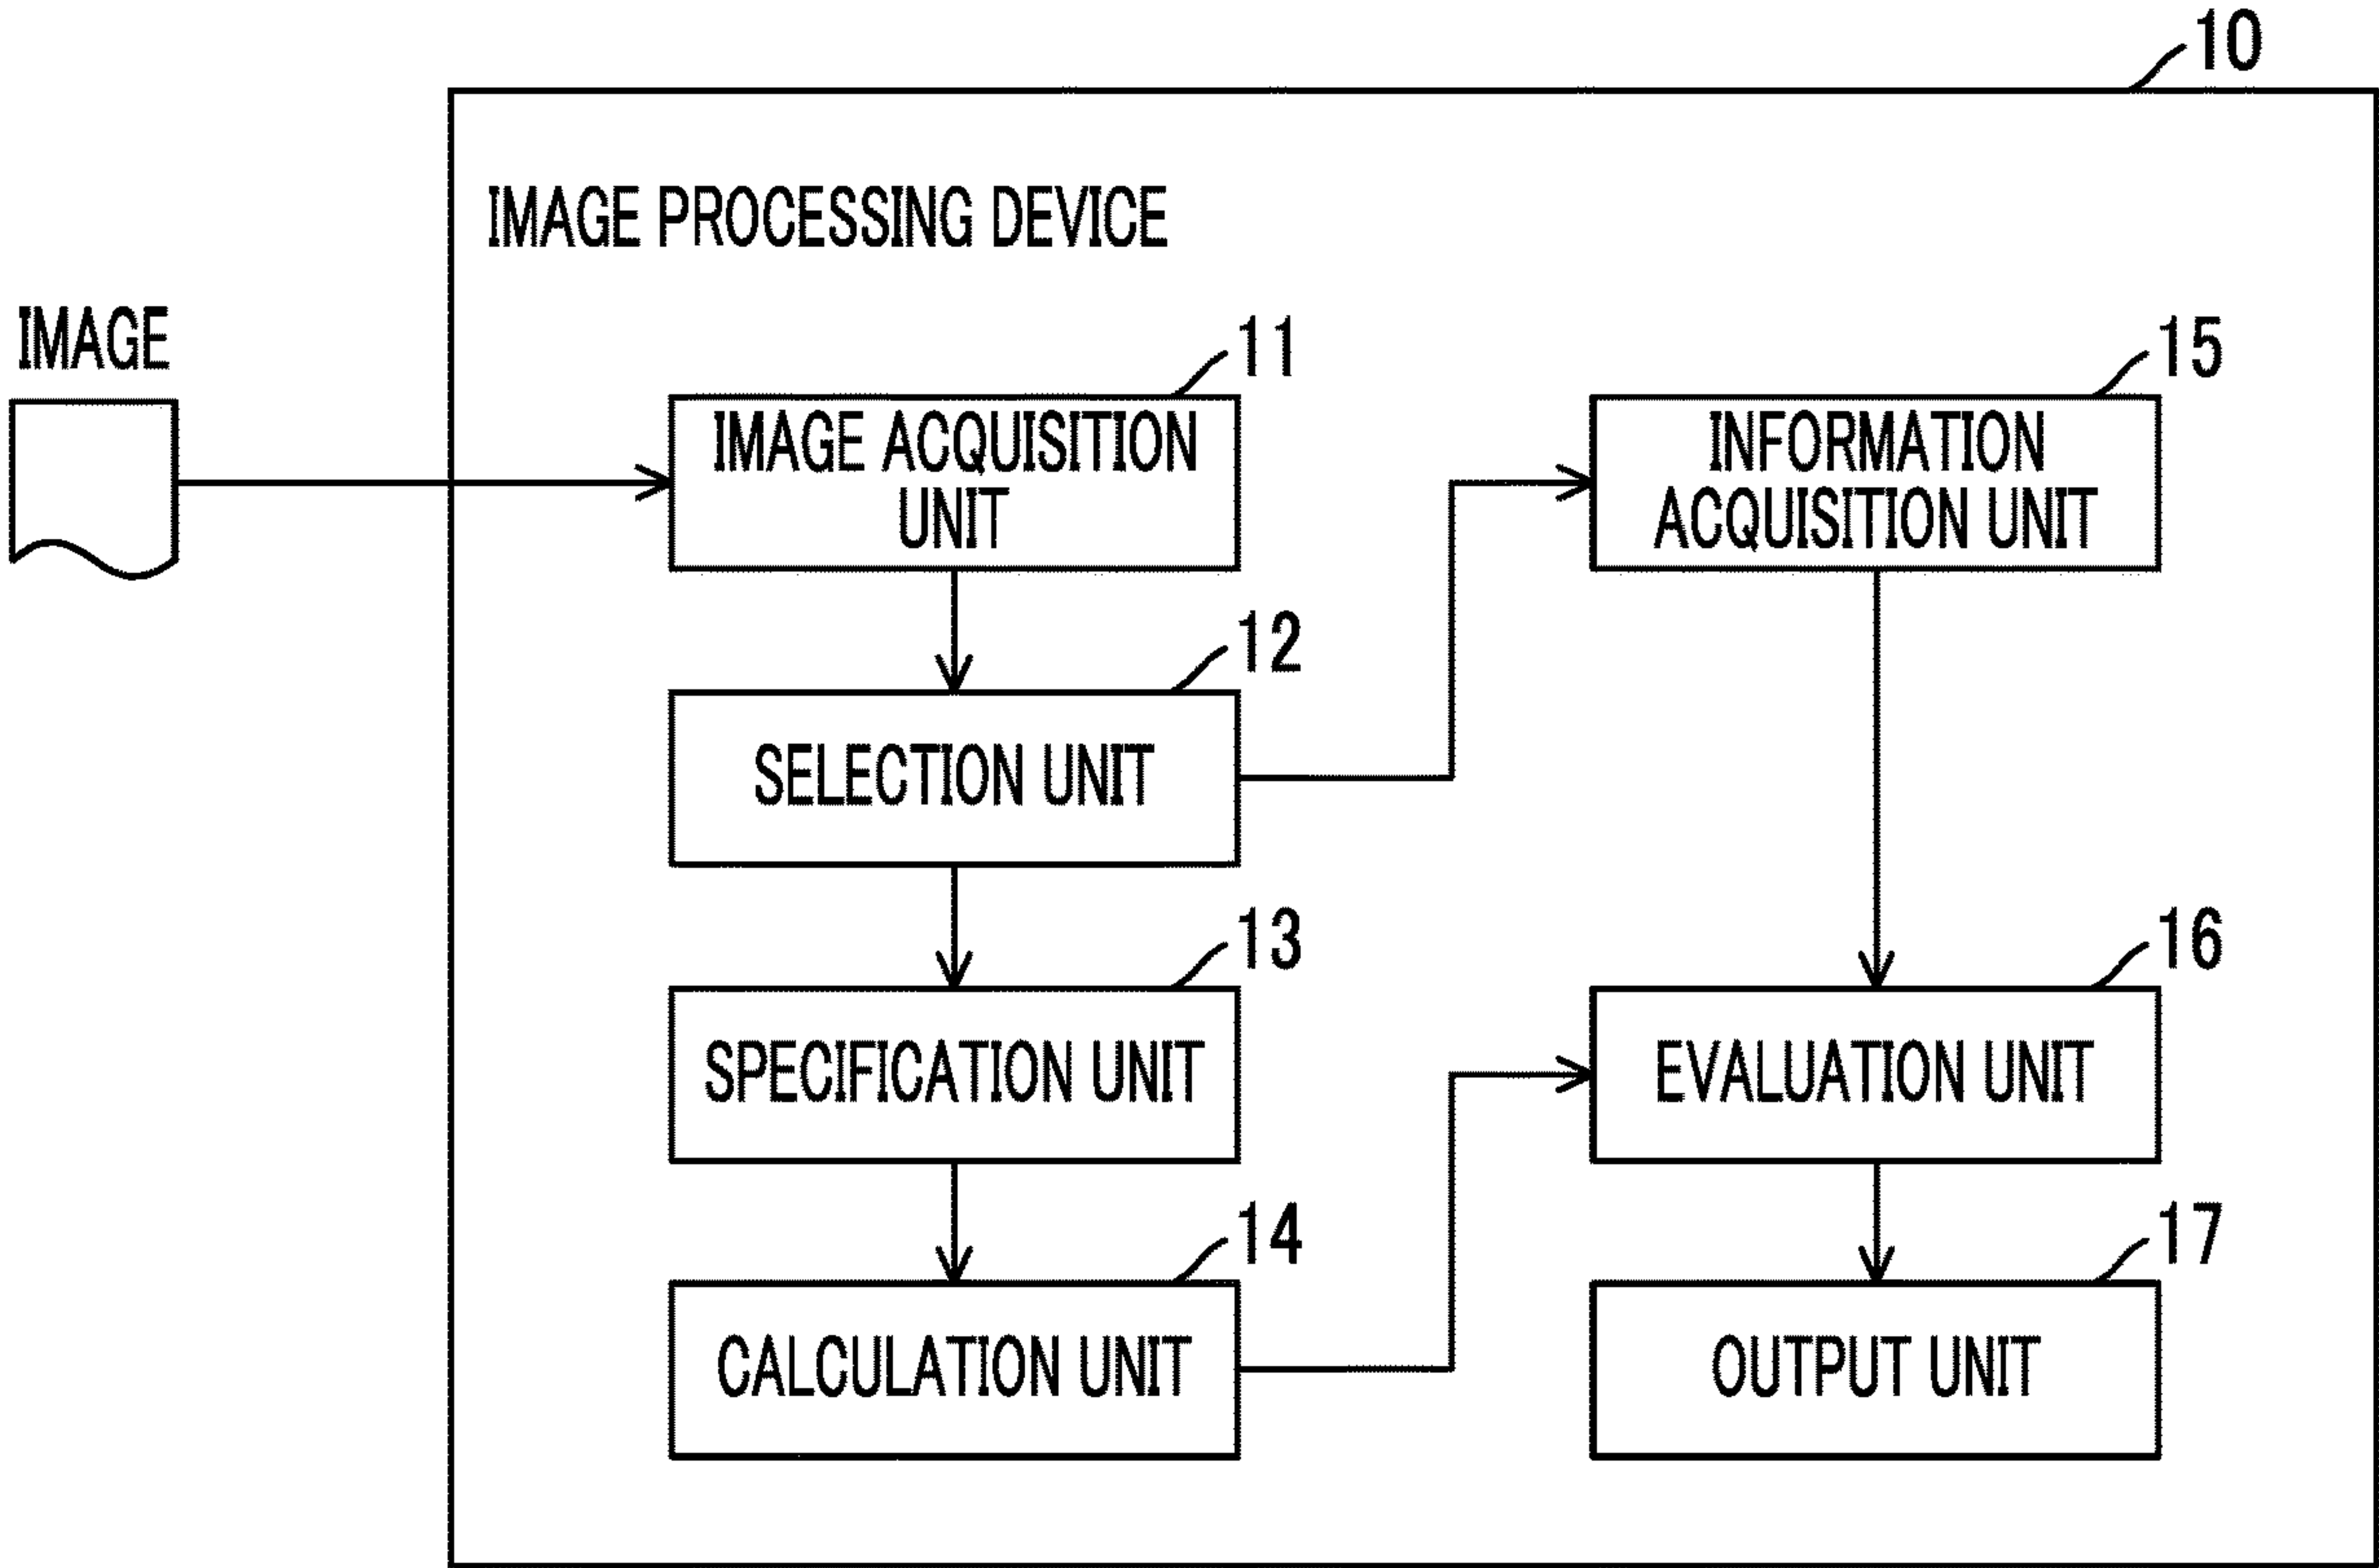 10
IMAGE PROCESSING DEVICE
IMAGE
11
IMAGE ACQUISITION
UNIT
12
SELECTION UNIT
13
SPECIFICATION UNIT
14
CALCULATION UNIT
15
INFORMATION
ACQUISITION UNIT
16
EVALUATION UNIT
17
OUTPUT UNIT